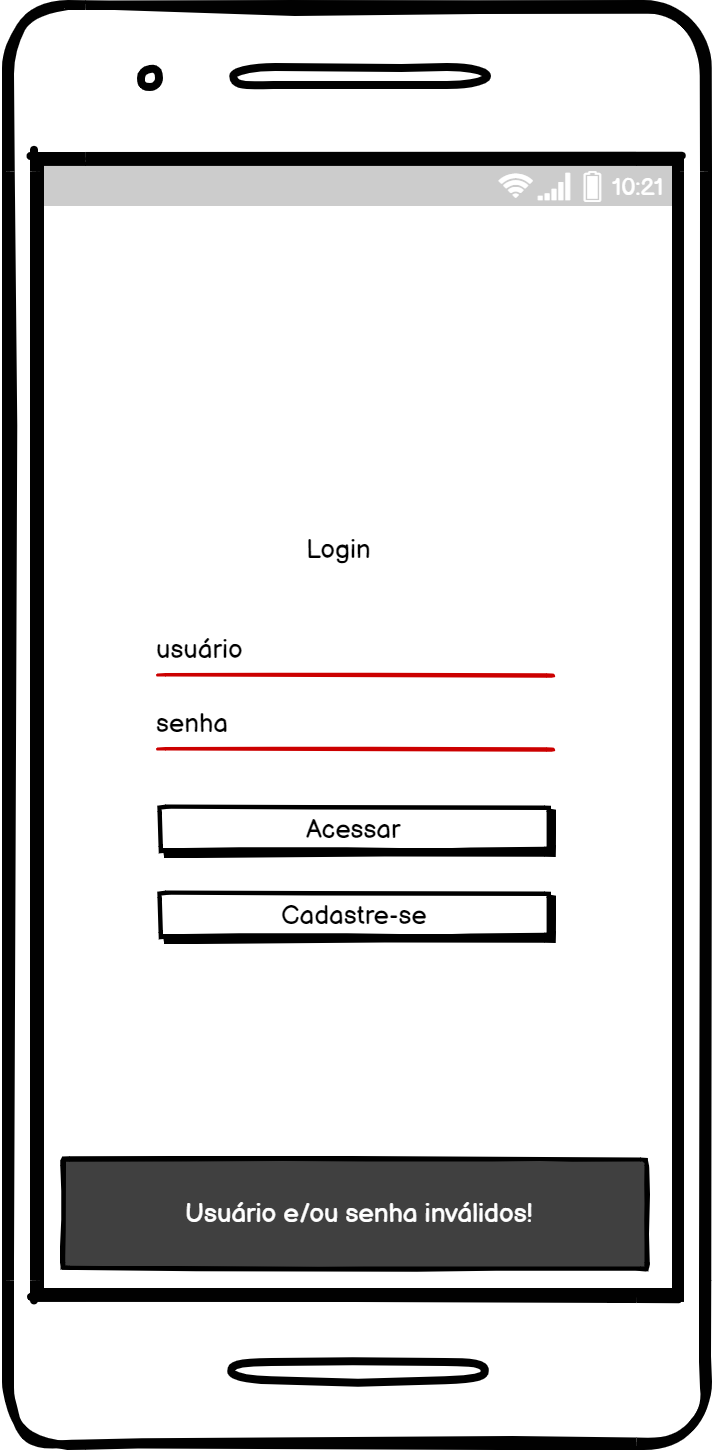 10:21
Login
usuário
senha
Acessar
Cadastre-se
Usuário e/ou senha inválidos!